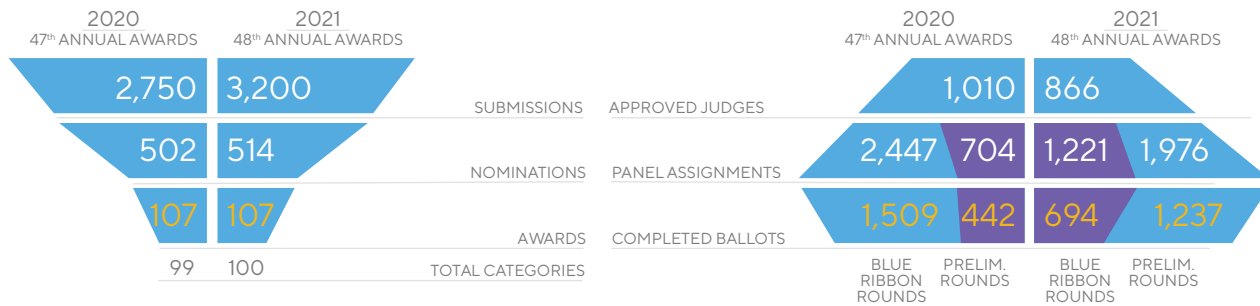 2020
47th ANNUAL AWARDS
2021
48th ANNUAL AWARDS
2,750
3,200
SUBMISSIONS
502
514
NOMINATIONS
107
107
AWARDS
99
100
TOTAL CATEGORIES
2020
47th ANNUAL AWARDS
2021
48th ANNUAL AWARDS
APPROVED JUDGES
1,010
866
PANEL ASSIGNMENTS
2,447
704
1,221
1,976
COMPLETED BALLOTS
1,509
442
694
1,237
BLUE
RIBBON
ROUNDS
PRELIM.
ROUNDS
BLUE
RIBBON
ROUNDS
PRELIM.
ROUNDS